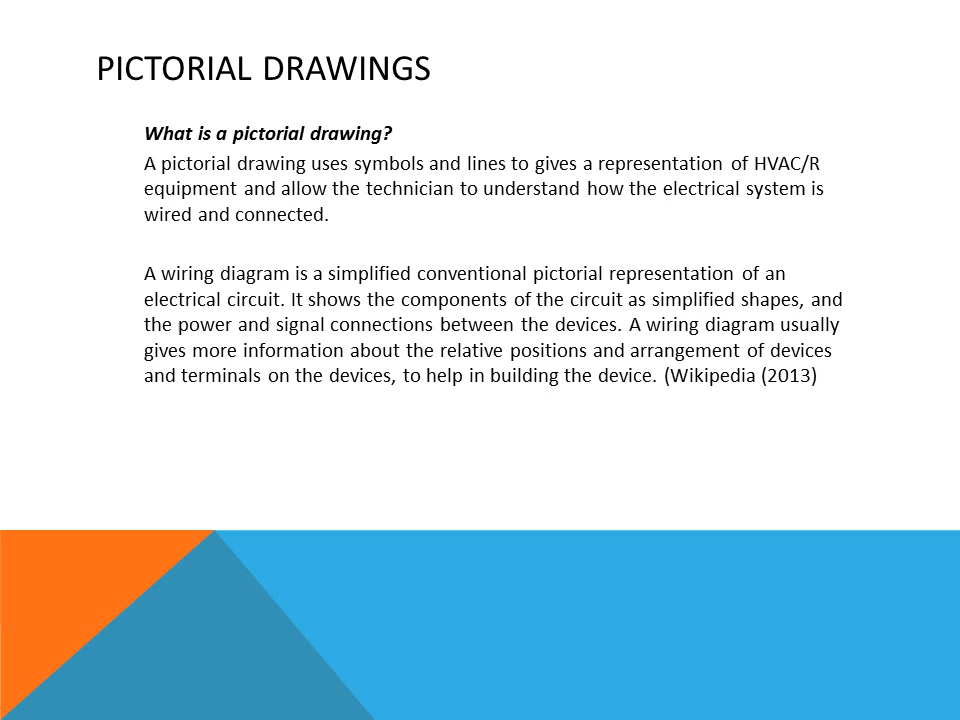 PICTORIAL DRAWINGS
What is a pictorial drawing?
A pictorial drawing uses symbols and lines to gives a representation of HVAC/R
equipment and allow the technician to understand how the electrical system is
wired and connected.
A wiring diagram is a simplified conventional pictorial representation of an
electrical circuit. It shows the components of the circuit as simplified shapes, and
the power and signal connections between the devices. A wiring diagram usually
gives more information about the relative positions and arrangement of devices
and terminals on the devices, to help in building the device. (Wikipedia (2013)